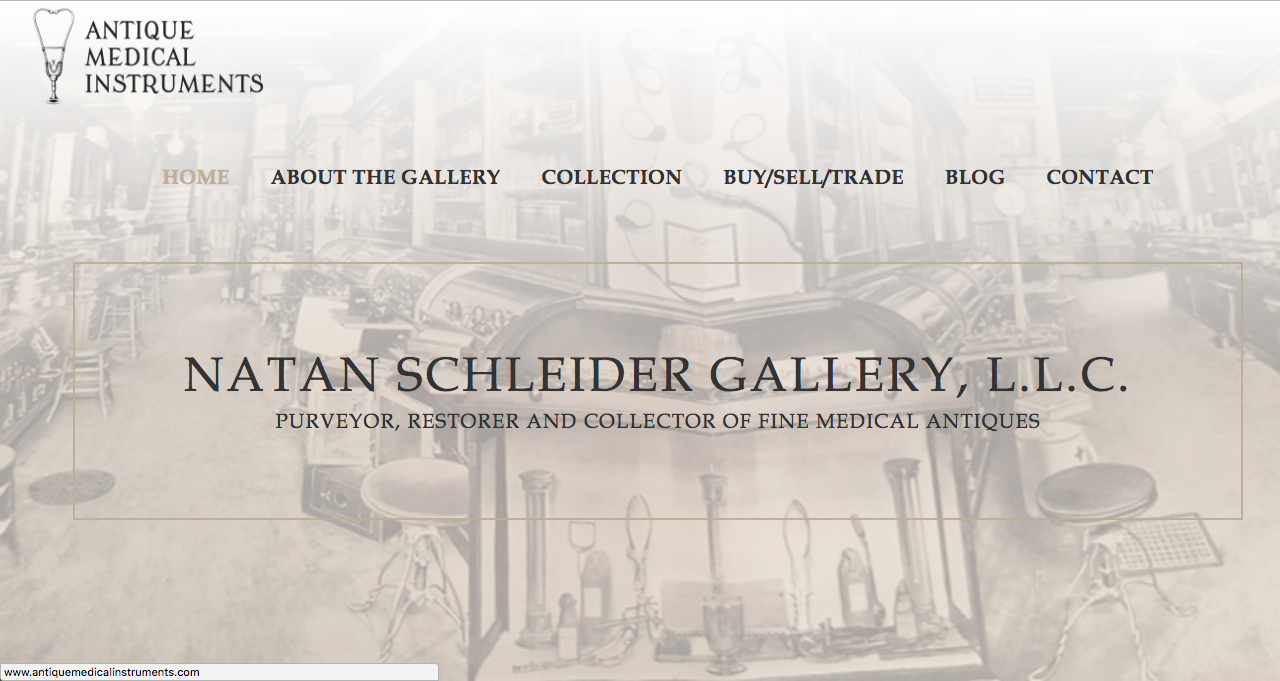 ANTIQUE
MEDICAL
INSTRUMENTS
HOME ABOUT THE GALLERY COLLECTION BUY/SELL/TRADE BLOG CONTACT
NATAN SCHLEIDER GALLERY, L.L.C.
PURVEYOR, RESTORER AND COLLECTOR OF FINE MEDICAL ANTIQUES
www.antiquemedicalinstruments.com